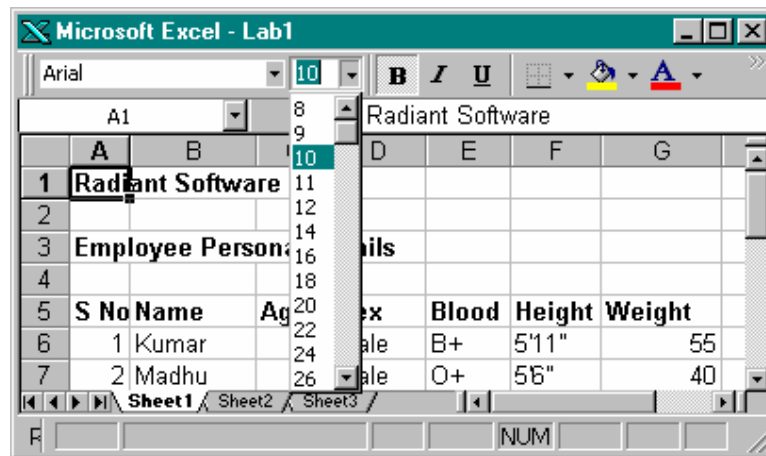 Microsoft Excel - Lab1
Arial 10 B I U A
A1 Radiant Software
8
9
10
11
12
14
16
18
20
22
24
26
A B D E F G
1 Radiant Software
2
3 Employee Persona ails
4
5 S No Name Ag ex Blood Height Weight
6 1 Kumar ale B+ 5'11" 55
7 2 Madhu ale O+ 5'6" 40
Sheet1 Sheet2 Sheet3
NUM